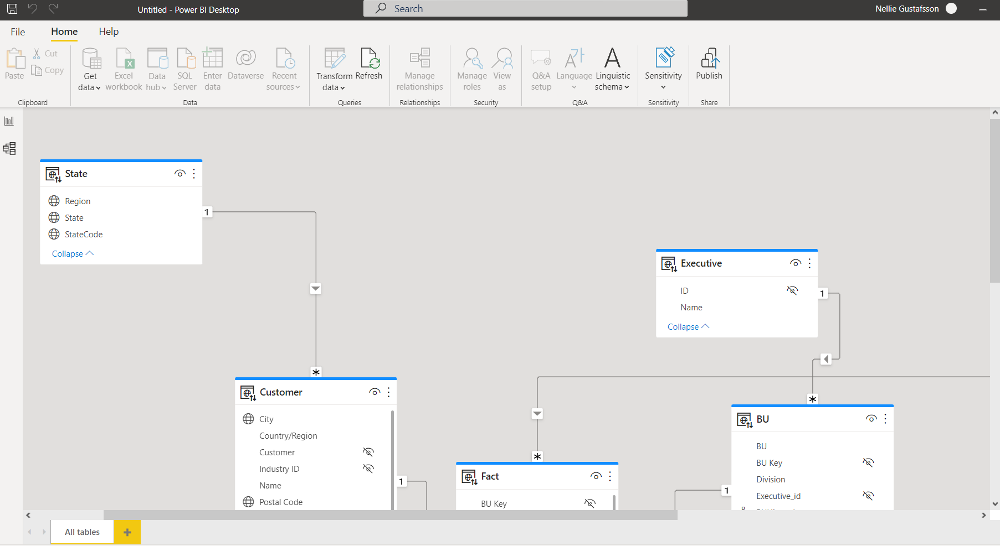 Untitled - Power BI Desktop
Search
Nellie Gustafsson
File
Home
Help
Paste
Cut
Copy
Clipboard
Get data
Excel workbook
Data hub
SQL Server
Enter data
Dataverse
Recent sources
Data
Transform data
Refresh
Queries
Manage relationships
Relationships
Manage roles
View as
Security
Q&A setup
Language
Linguistic schema
Q&A
Sensitivity
Sensitivity
Publish
Share
State
Region
State
StateCode
Collapse
1
*
Executive
ID
Name
Collapse
1
*
Customer
City
Country/Region
Customer
Industry ID
Name
Postal Code
1
*
Fact
BU Key
BU
BU
BU Key
Division
Executive_id
1
All tables
+